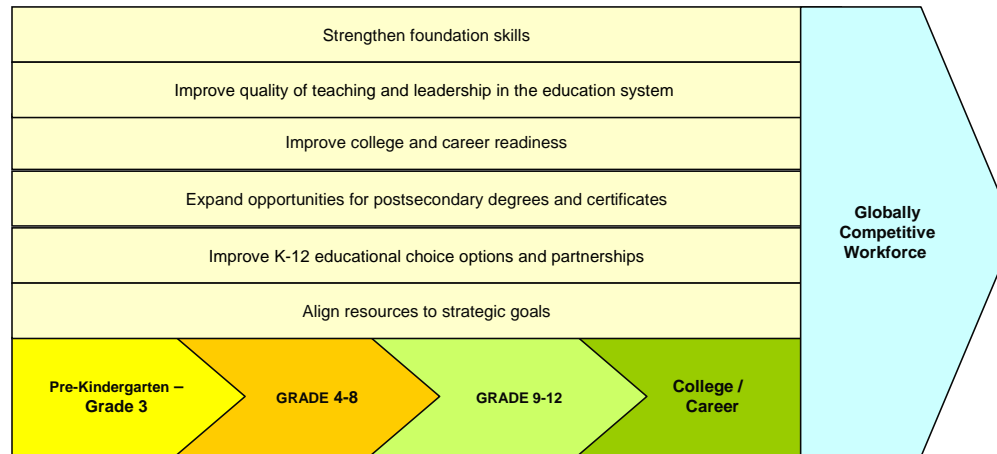 Strengthen foundation skills
Improve quality of teaching and leadership in the education system
Improve college and career readiness
Expand opportunities for postsecondary degrees and certificates
Improve K-12 educational choice options and partnerships
Align resources to strategic goals
Globally
Competitive
Workforce
Pre-Kindergarten –
Grade 3
GRADE 4-8
GRADE 9-12
College /
Career